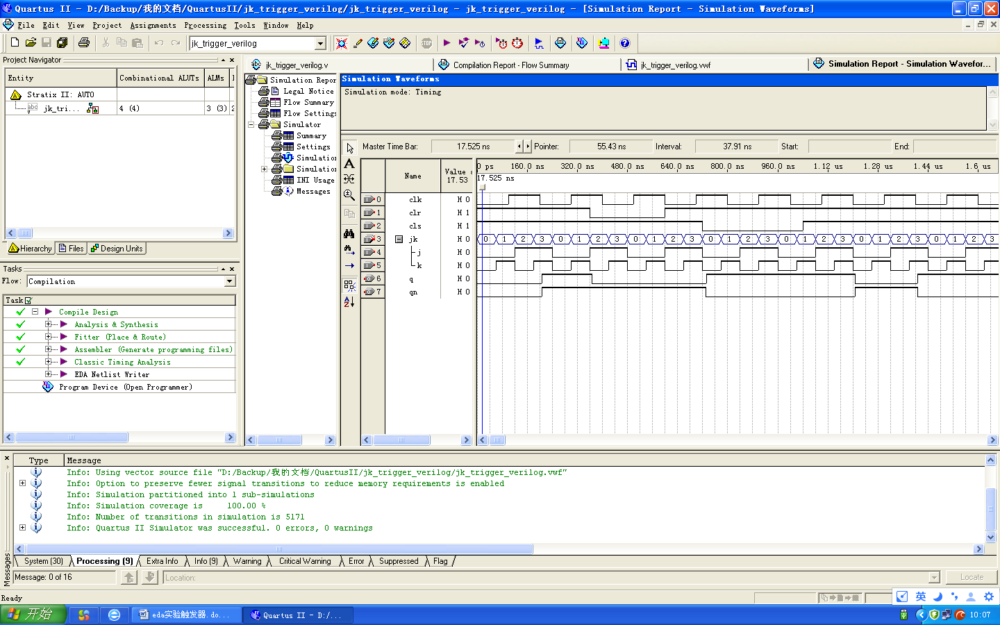 Quartus II - D:/Backup/我的文档/QuartusII/jk_trigger_verilog/jk_trigger_verilog - jk_trigger_verilog - [Simulation Report - Simulation Waveforms]
File Edit View Project Assignments Processing Tools Window Help
jk_trigger_verilog
STOP
Project Navigator
Entity Combinational ALUTs ALMs
Stratix II: AUTO
abc jk_tri... 4 (4) 3 (3) 2
Hierarchy Files Design Units
Tasks
Flow: Compilation
Task
Compile Design
Analysis & Synthesis
Fitter (Place & Route)
Assembler (Generate programming files)
Classic Timing Analysis
EDA Netlist Writer
Program Device (Open Programmer)
abc jk_trigger_verilog.v
Compilation Report - Flow Summary
jk_trigger_verilog.vwf
Simulation Report - Simulation Wavefor...
Simulation Repor
Legal Notice
Flow Summary
Flow Settings
Simulator
Summary
Settings
Simulation
Simulation
INI Usage
Messages
Simulation Waveforms
Simulation mode: Timing
Master Time Bar: 17.525 ns Pointer: 55.43 ns Interval: 37.91 ns Start: End:
Name Value a 17.53
0 ps 160.0 ns 320.0 ns 480.0 ns 640.0 ns 800.0 ns 960.0 ns 1.12 us 1.28 us 1.44 us 1.6 us
17.525 ns
0 clk H 0
1 clr H 1
2 cls H 1
3 jk H 0 0 1 2 3 0 1 2 3 0 1 2 3 0 1 2 3 0 1 2 3 0 1 2 3 0 1 2 3
4 j H 0
5 k H 0
6 q H 0
7 qn H 0
Type Message
Info: Using vector source file "D:/Backup/我的文档/QuartusII/jk_trigger_verilog/jk_trigger_verilog.vwf"
Info: Option to preserve fewer signal transitions to reduce memory requirements is enabled
Info: Simulation partitioned into 1 sub-simulations
Info: Simulation coverage is 100.00 %
Info: Number of transitions in simulation is 5171
Info: Quartus II Simulator was successful. 0 errors, 0 warnings
System (30) Processing (9) Extra Info Info (9) Warning Critical Warning Error Suppressed Flag
Messages
Message: 0 of 16 Location: Locate
Ready
英
开始 eda实验触发器.do... Quartus II - D:/... 10:07